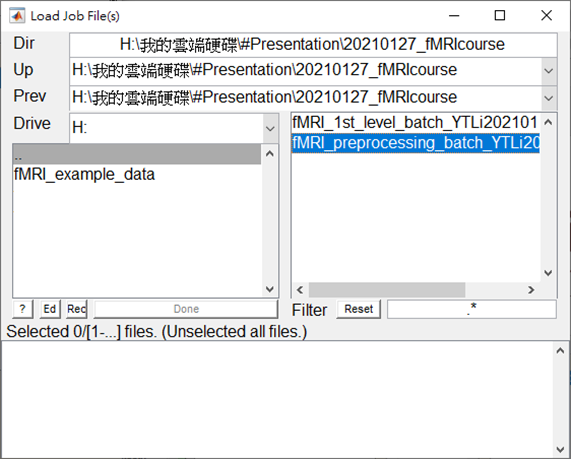 Load Job File(s)
Dir H:\我的雲端硬碟\#Presentation\20210127_fMRIcourse
Up H:\我的雲端硬碟\#Presentation\20210127_fMRIcourse
Prev H:\我的雲端硬碟\#Presentation\20210127_fMRIcourse
Drive H:
fMRI_1st_level_batch_YTLi202101
..
fMRI_preprocessing_batch_YTLi20
fMRI_example_data
? Ed Rec Done Filter Reset .*
Selected 0/[1-...] files. (Unselected all files.)